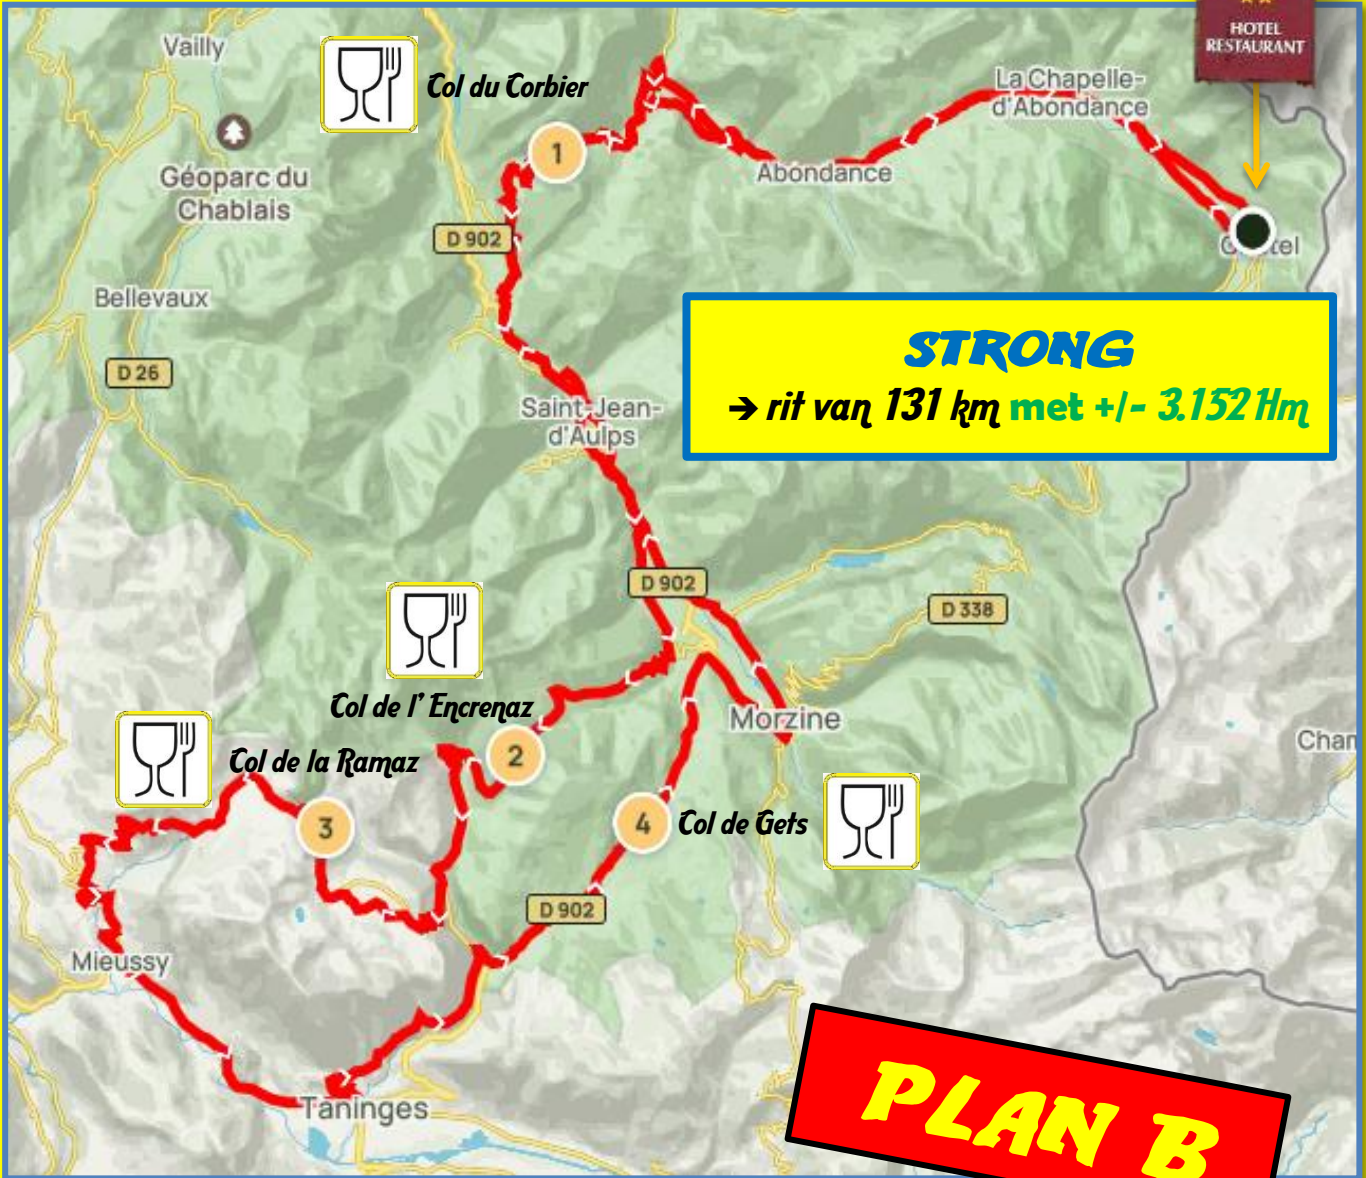 HOTEL
RESTAURANT
Vailly
Col du Corbier
La Chapelle-
d'Abondance
1
Géoparc du
Chablais
Abondance
D 902
Bellevaux
STRONG
→ rit van 131 km met +/- 3.152 Hm
D 26
Saint-Jean-
d'Aulps
D 902
D 338
Col de l' Encrenaz
Morzine
2
Col de la Ramaz
Cham
3
4
Col de Gets
D 902
Mieussy
Taninges
PLAN B